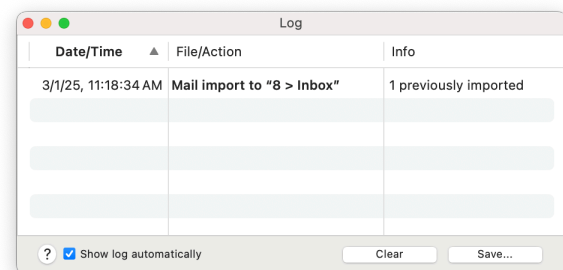 Log
Date/Time ▲ File/Action Info
3/1/25, 11:18:34 AM Mail import to “8 > Inbox” 1 previously imported
? Show log automatically Clear Save...